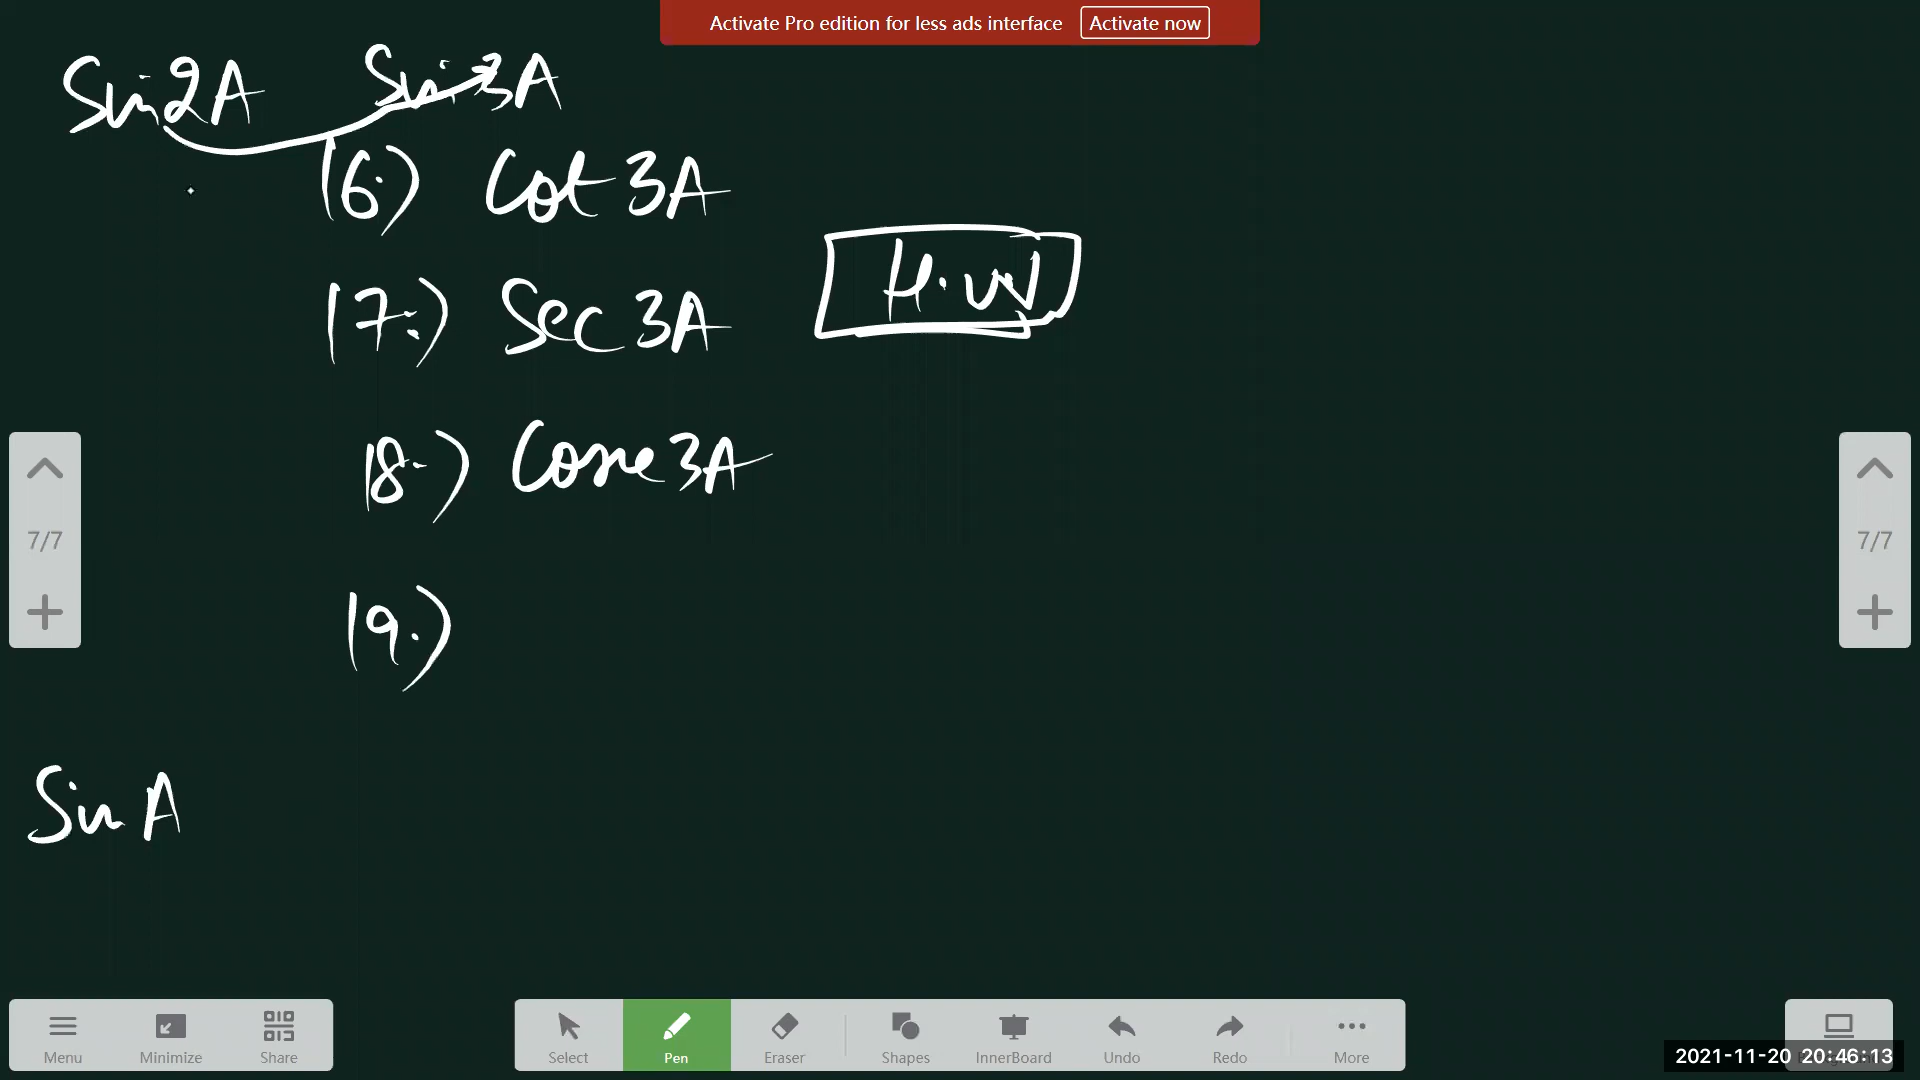 Activate Pro edition for less ads interface Activate now
Sin2A Sin3A
16.) Cot 3A
H.W
17.) Sec 3A
18.) Cosec 3A
7/7 7/7
19.)
Sin A
Menu Minimize Share Select Pen Eraser Shapes InnerBoard Undo Redo More
2021-11-20 20:46:13